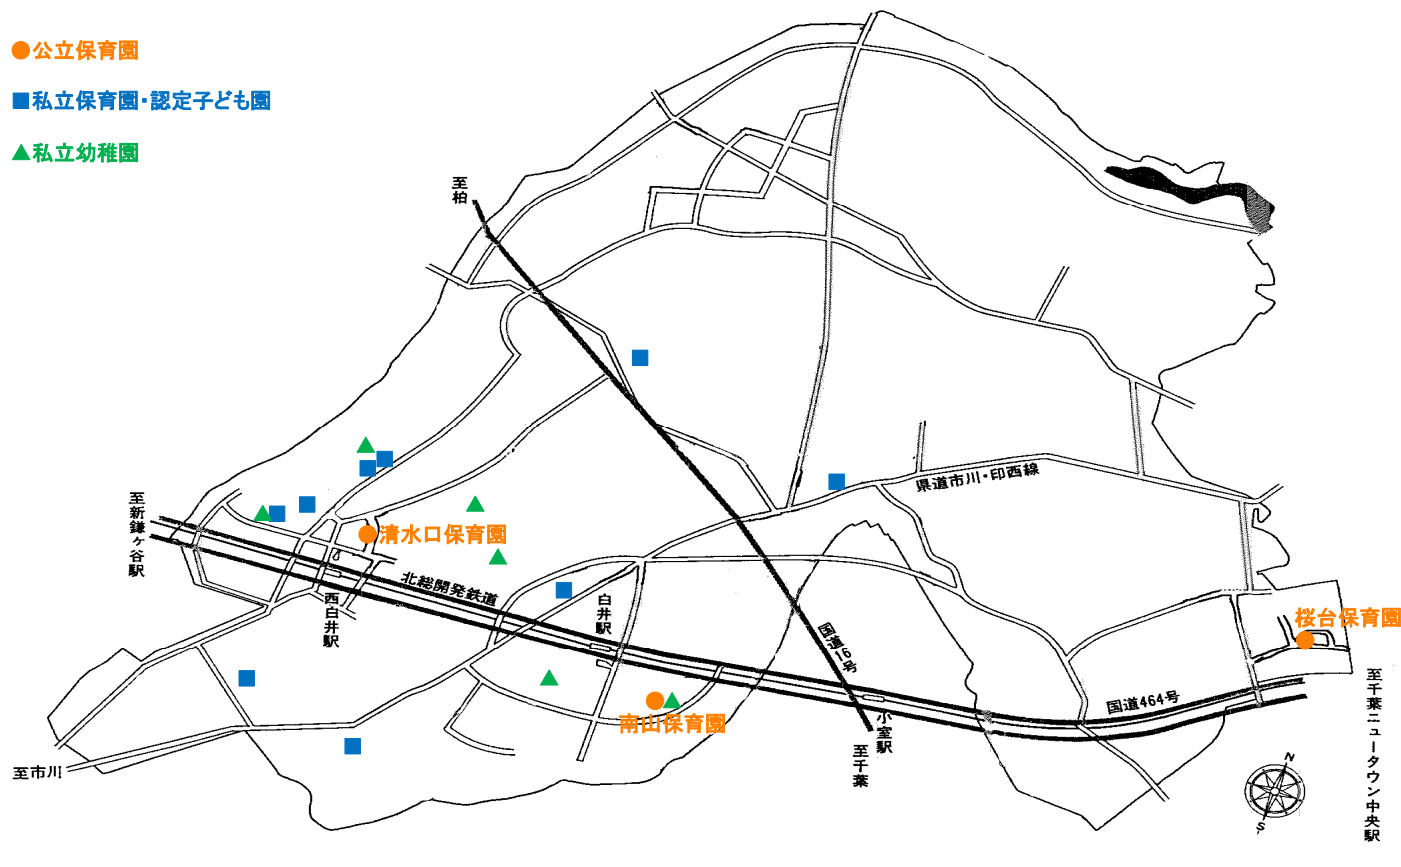 ●公立保育園
■私立保育園・認定子ども園
▲私立幼稚園
至柏
県道市川・印西線
至新鎌ヶ谷駅
清水口保育園
北総開発鉄道
西白井駅
白井駅
国道16号
桜台保育園
国道464号
南山保育園
小室駅
至千葉
至市川
至千葉ニュータウン中央駅
N
S